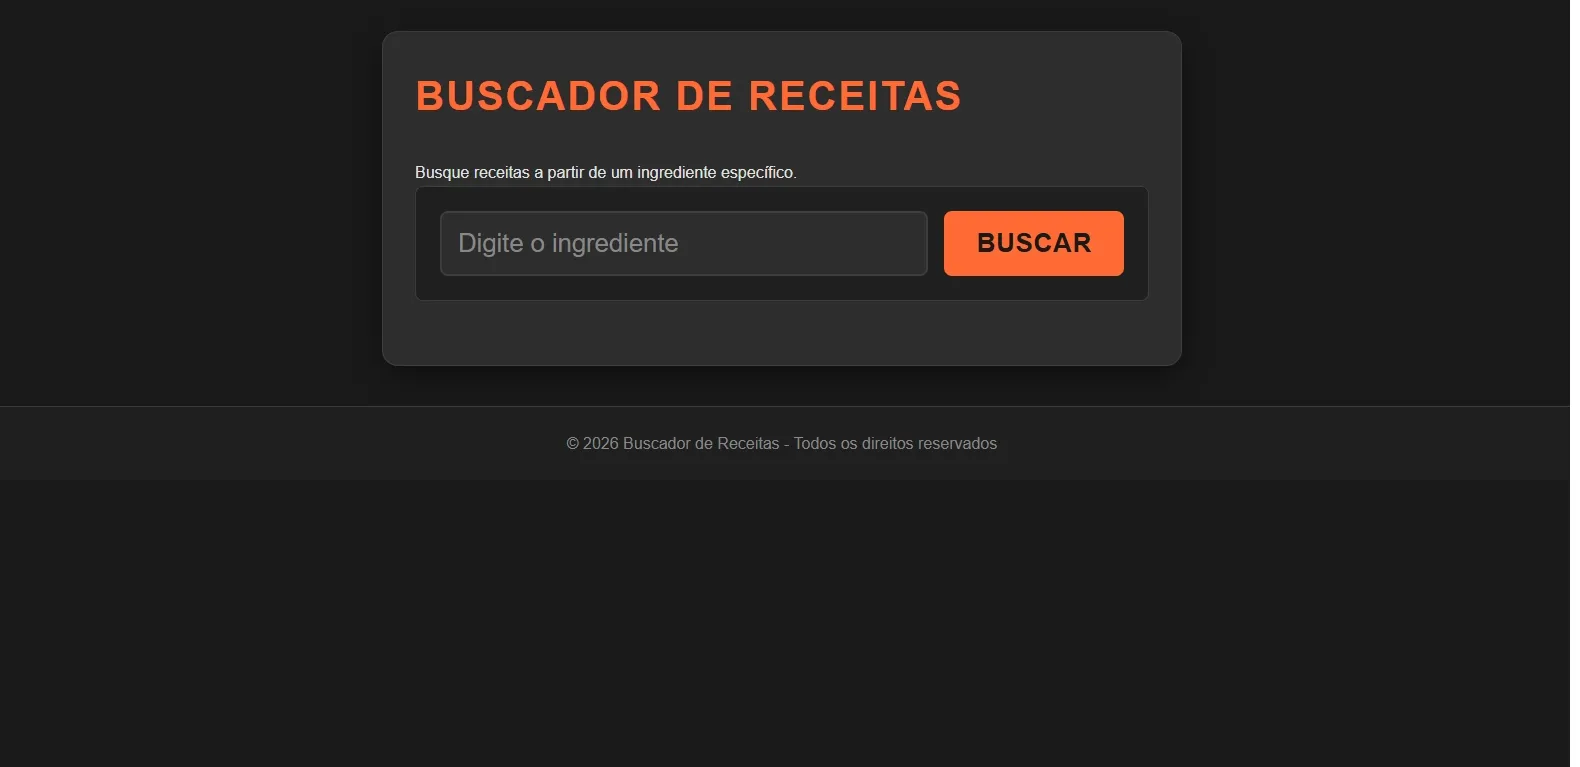 BUSCADOR DE RECEITAS
Busque receitas a partir de um ingrediente específico.
Digite o ingrediente
BUSCAR
© 2026 Buscador de Receitas - Todos os direitos reservados